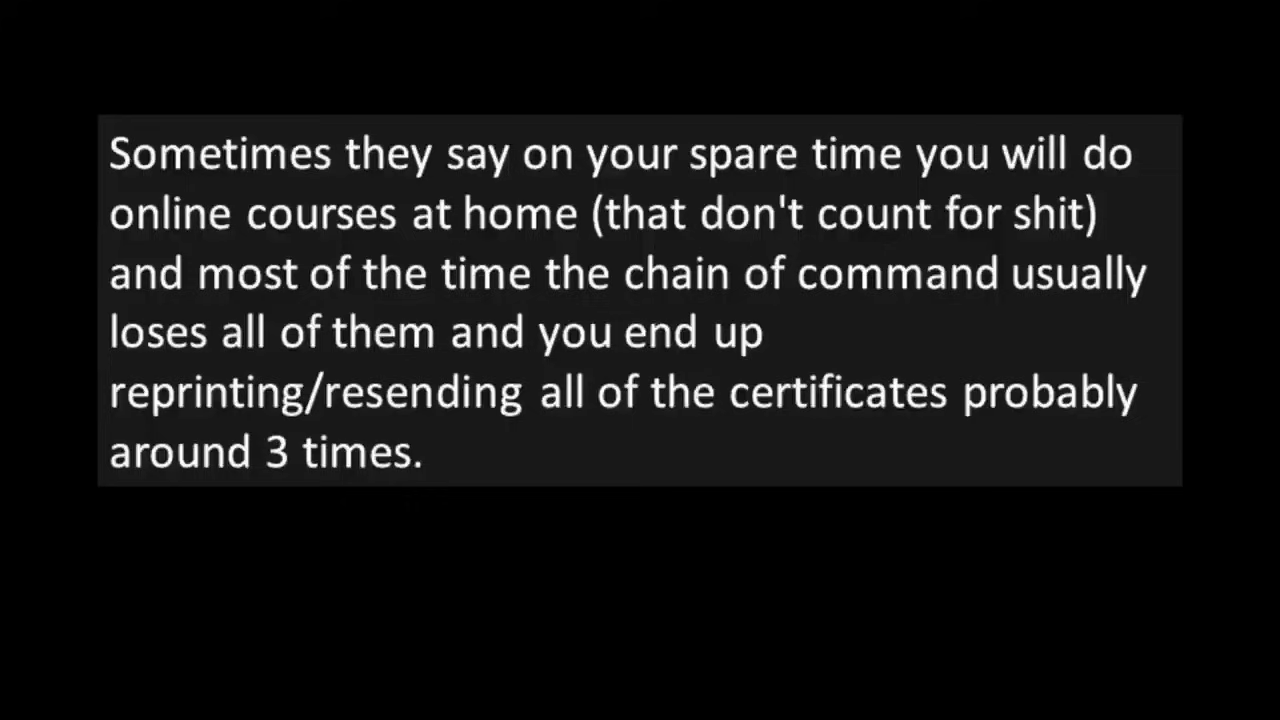 Sometimes they say on your spare time you will do
online courses at home (that don't count for shit)
and most of the time the chain of command usually
loses all of them and you end up
reprinting/resending all of the certificates probably
around 3 times.